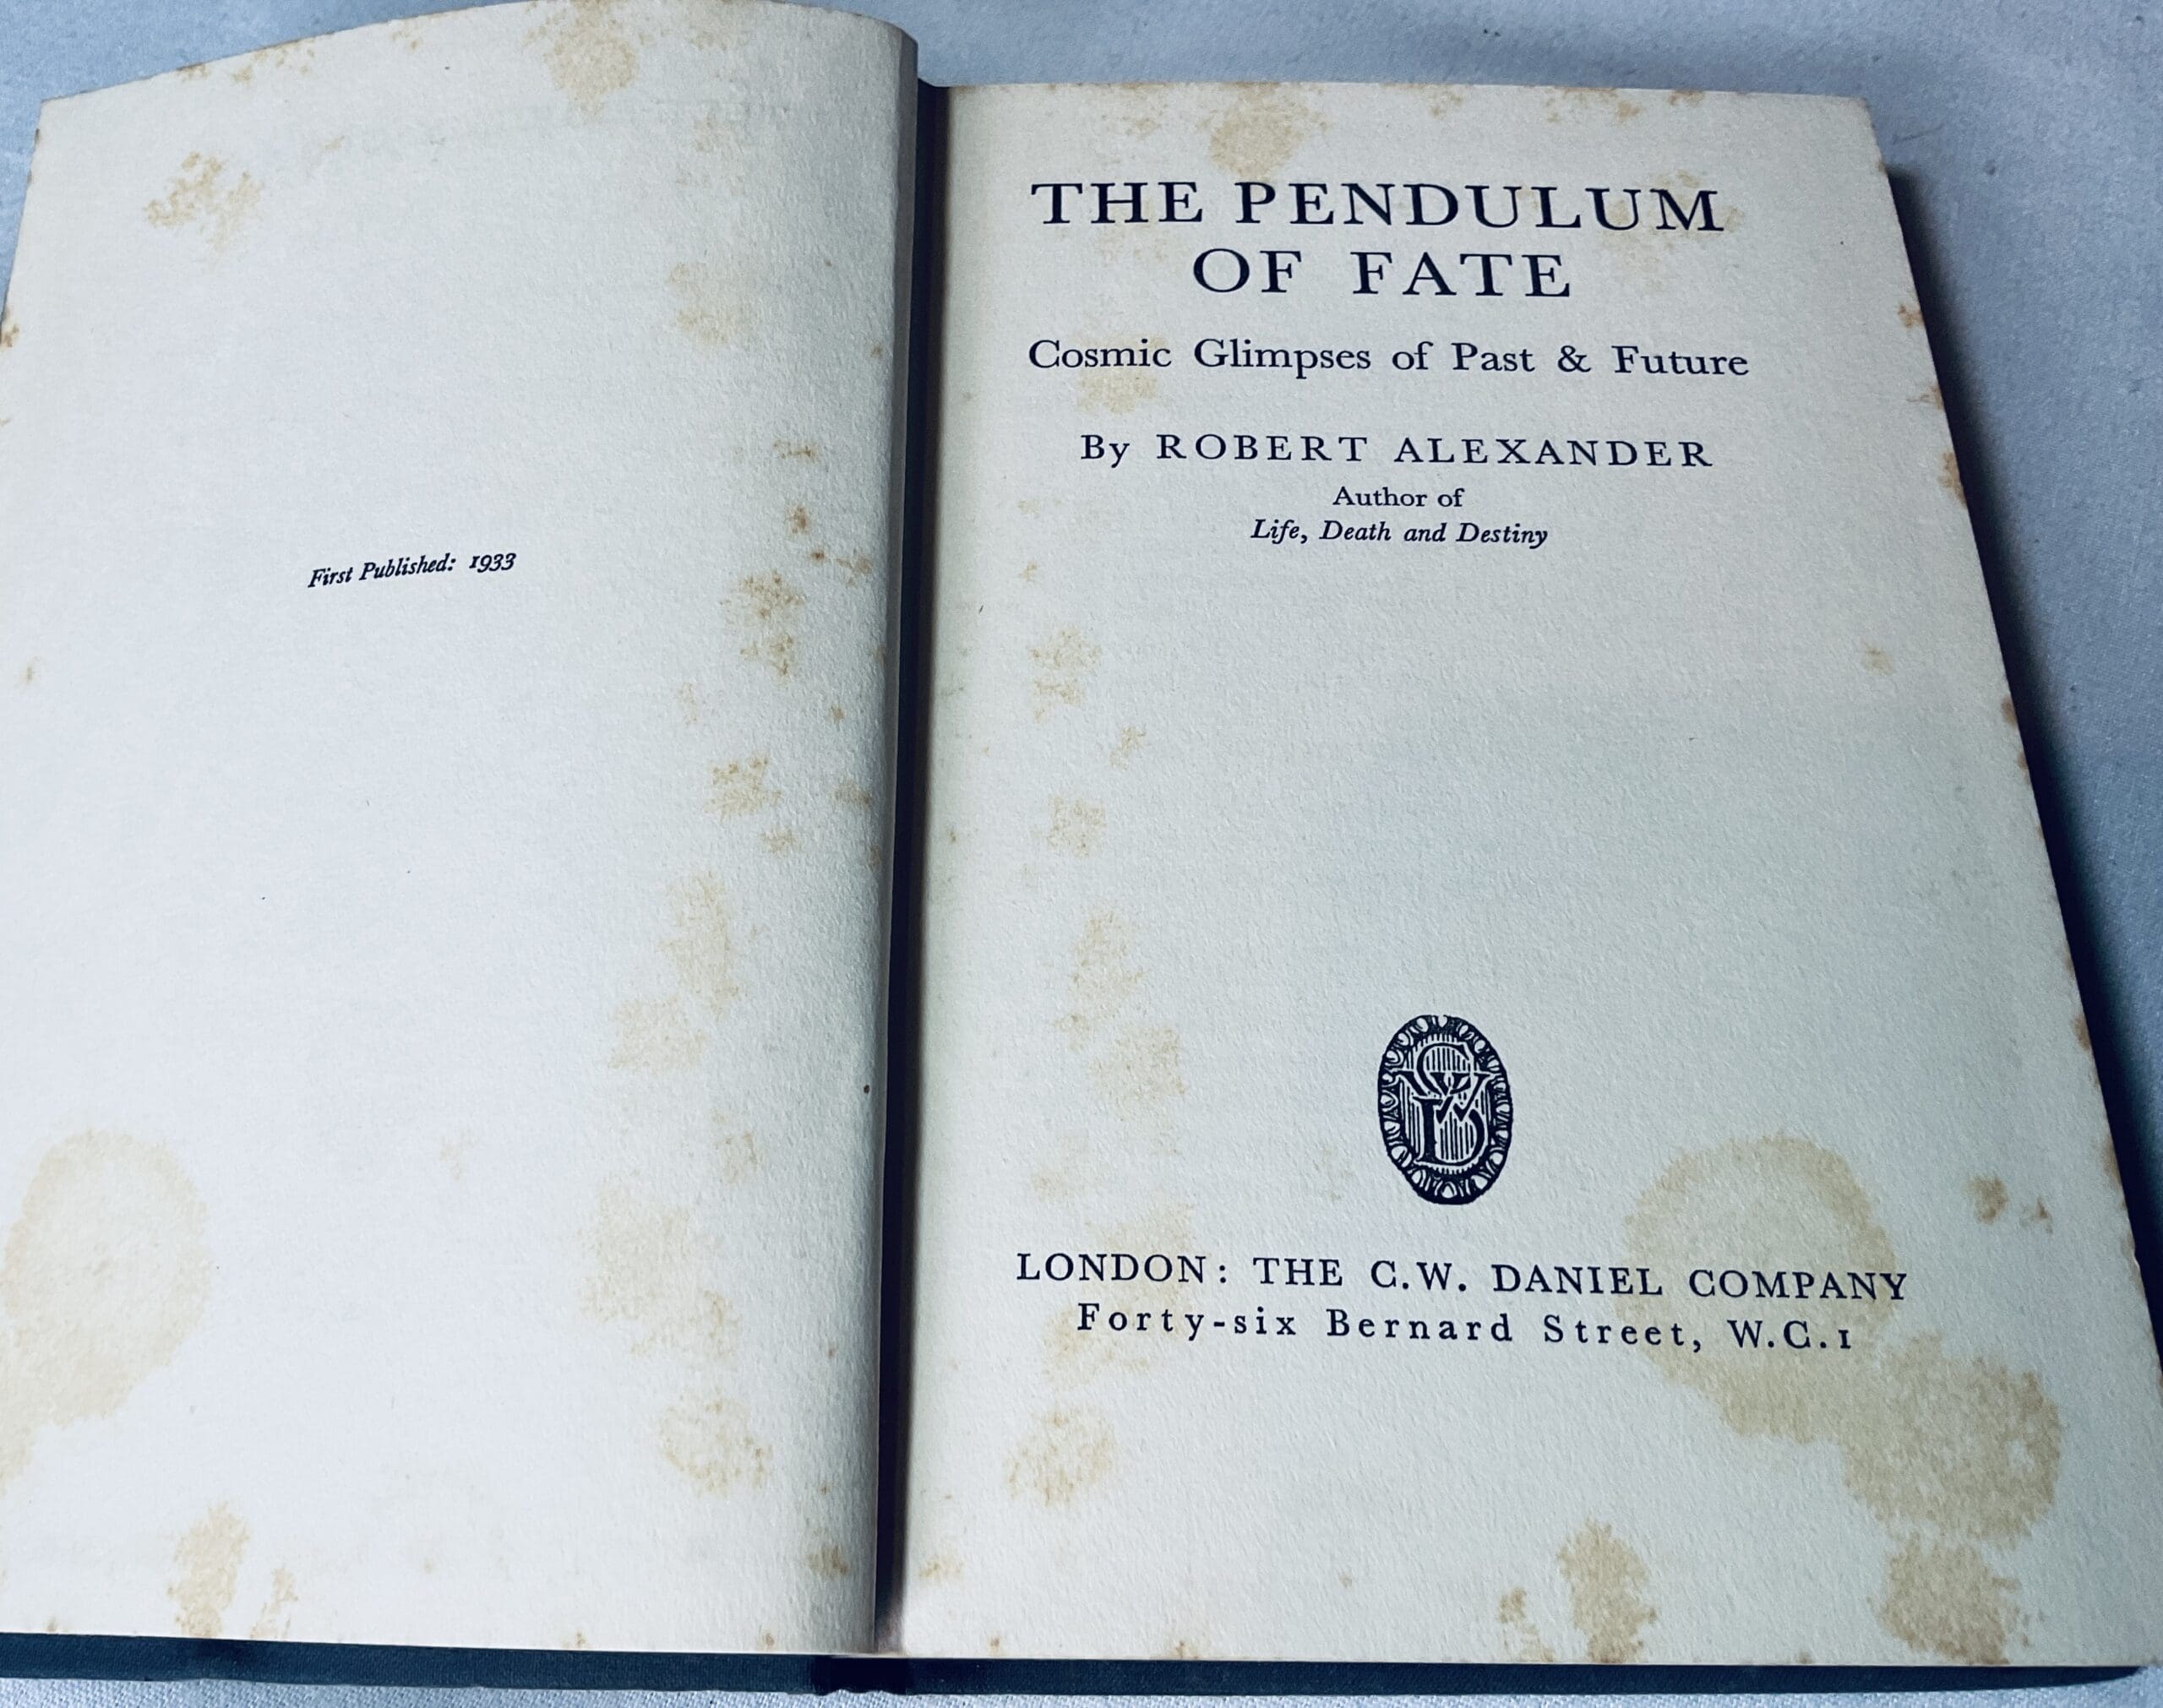 First Published: 1933
THE PENDULUM
OF FATE
Cosmic Glimpses of Past & Future
By ROBERT ALEXANDER
Author of
Life, Death and Destiny
CWD
LONDON: THE C.W. DANIEL COMPANY
Forty-six Bernard Street, W.C.1